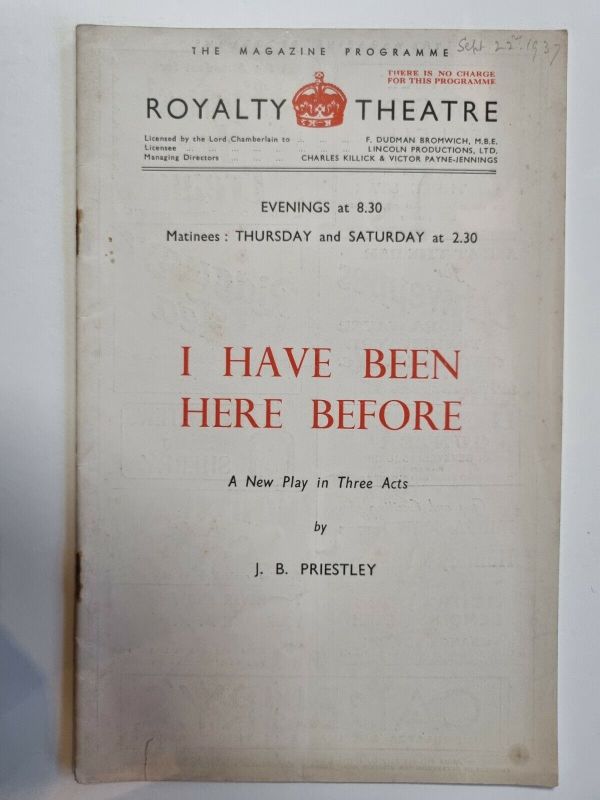 THE MAGAZINE PROGRAMME
Sept 22nd. 1937
THERE IS NO CHARGE
FOR THIS PROGRAMME
ROYALTY THEATRE
Licensed by the Lord Chamberlain to ... ... ... F. DUDMAN BROMWICH, M.B.E.
Licensee ... ... ... ... ... ... ... LINCOLN PRODUCTIONS, LTD.
Managing Directors ... ... ... CHARLES KILLICK & VICTOR PAYNE-JENNINGS
EVENINGS at 8.30
Matinees : THURSDAY and SATURDAY at 2.30
I HAVE BEEN
HERE BEFORE
A New Play in Three Acts
by
J. B. PRIESTLEY